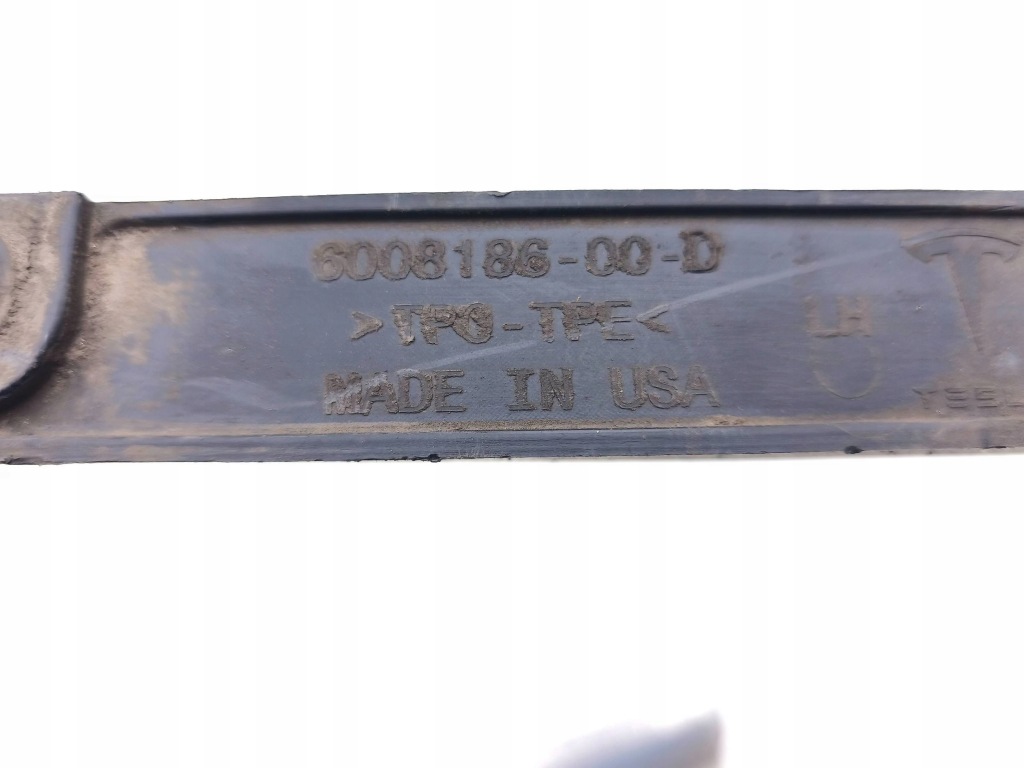 6008186-00-D
>TPO-TPE<
LH
MADE IN USA